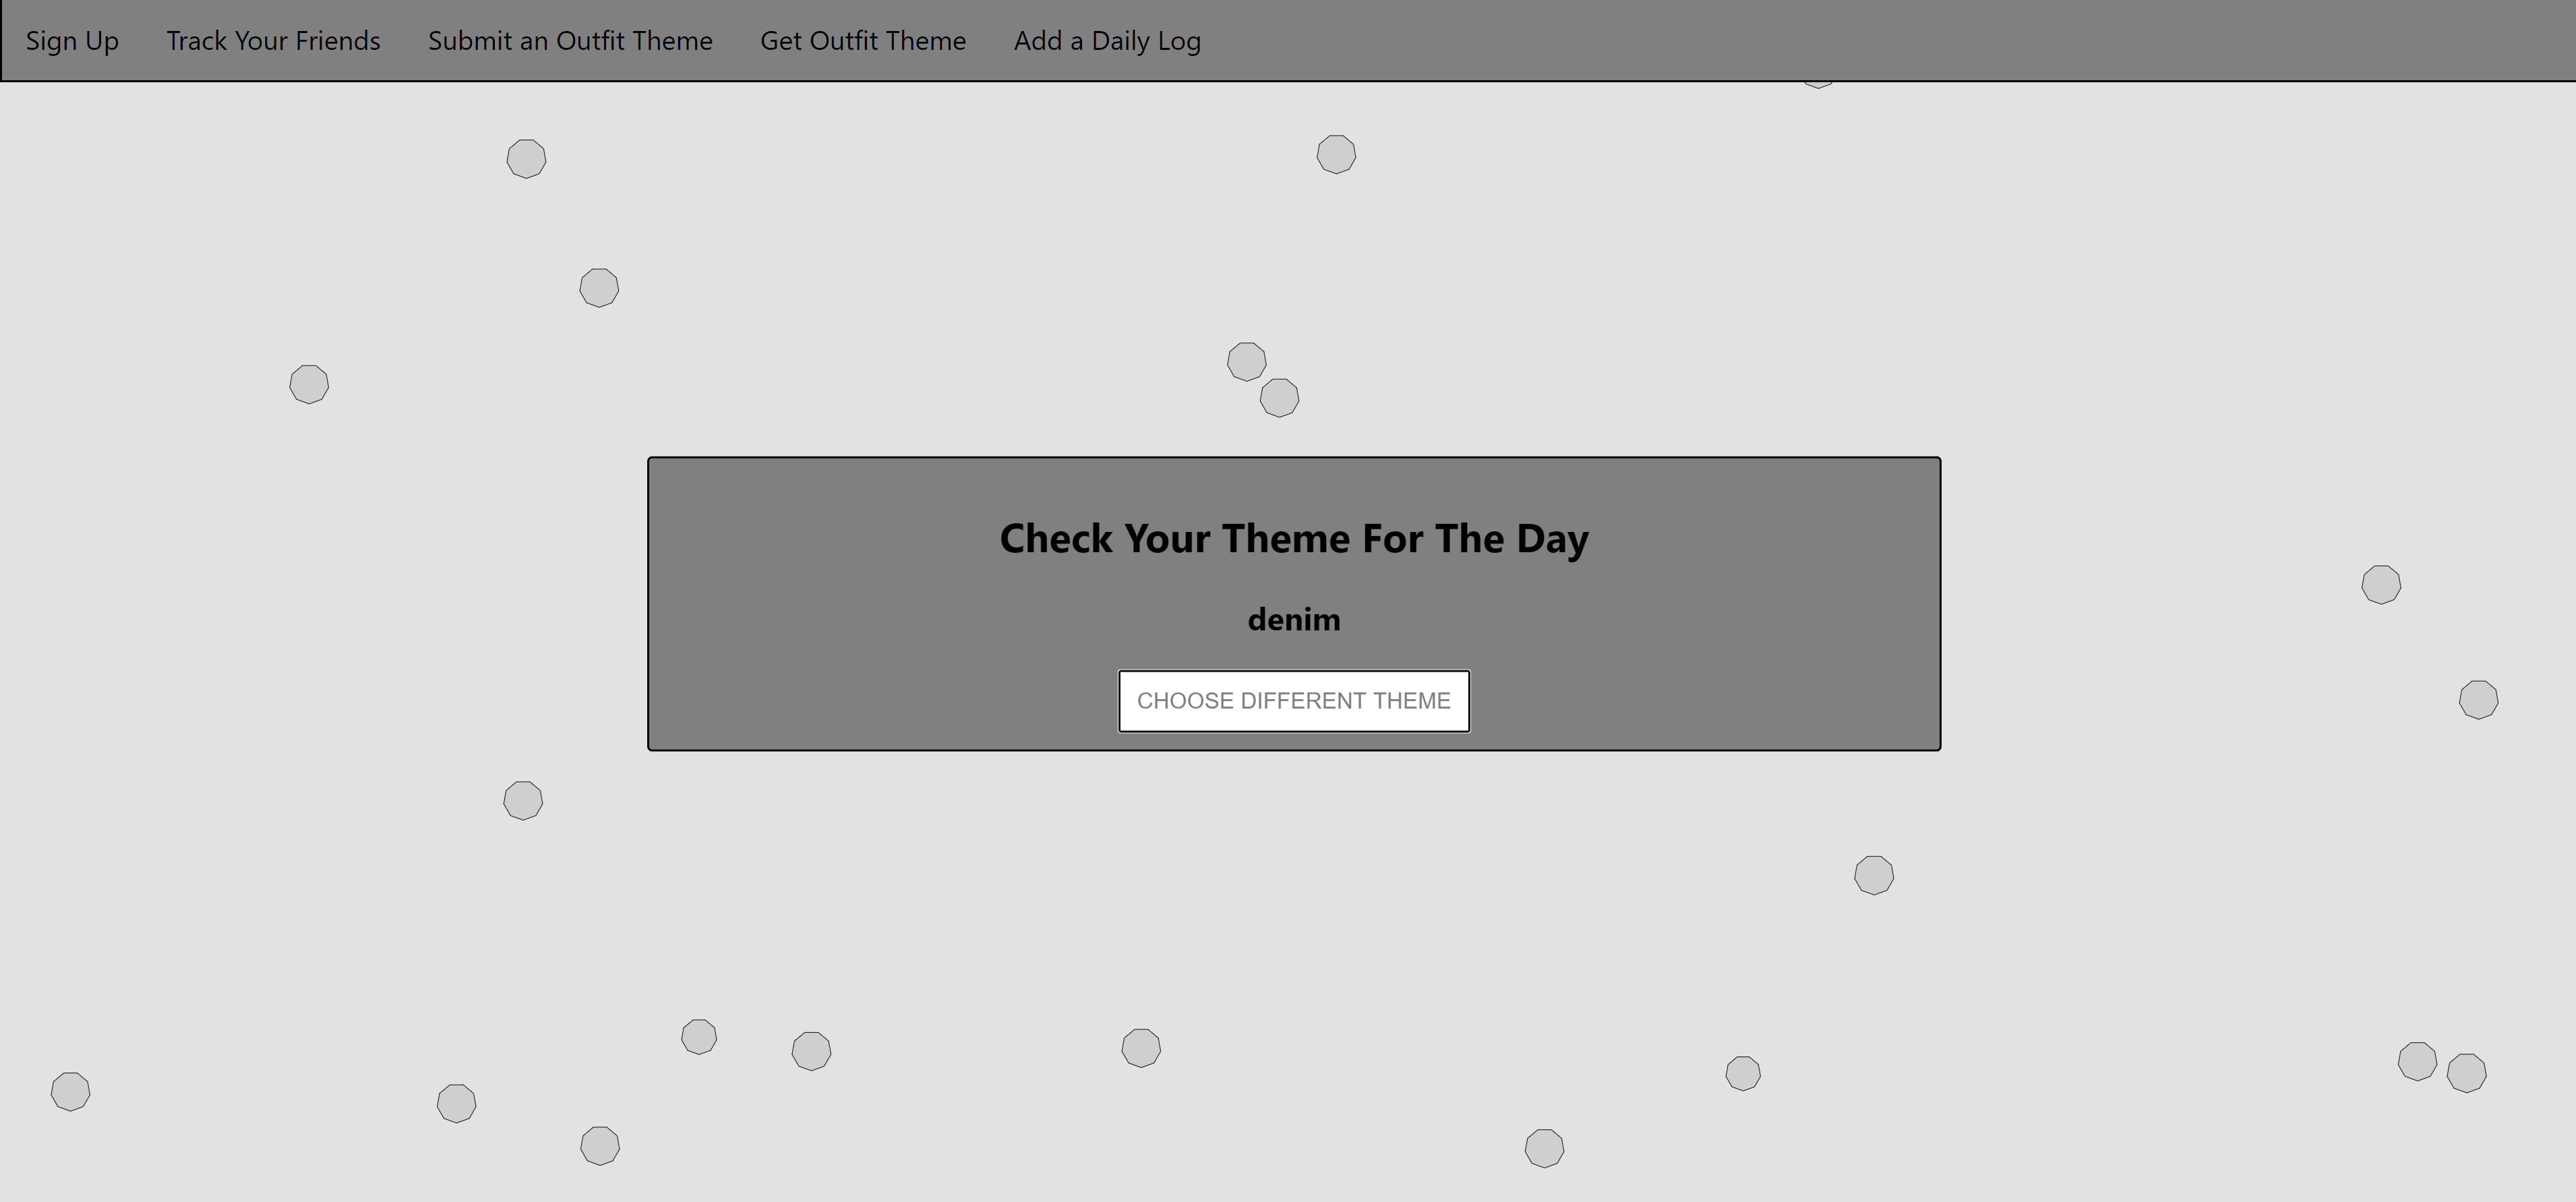 Sign Up Track Your Friends Submit an Outfit Theme Get Outfit Theme Add a Daily Log
Check Your Theme For The Day
denim
CHOOSE DIFFERENT THEME